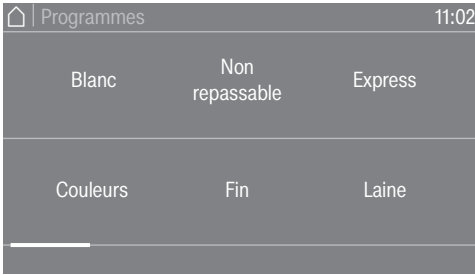 Programmes 11:02
Blanc
Non
repassable
Express
Couleurs
Fin
Laine